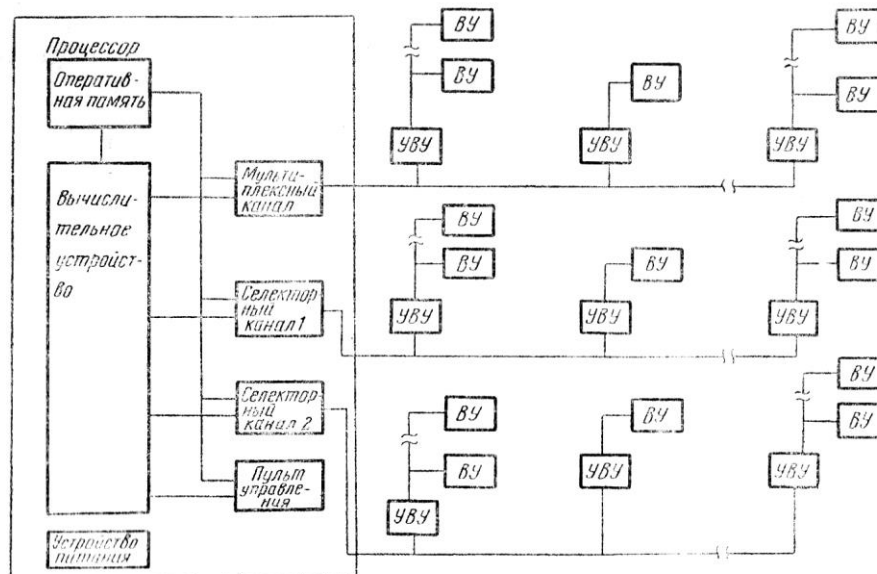 Процессор
Оператив-
ная память
Вычисли-
тельное
устройст-
во
Мульти-
плексный
канал
Селектор-
ный
канал 1
Селектор-
ный
канал 2
Пульт
управле-
ния
Устройство
питания
ВУ
ВУ
УВУ
ВУ
УВУ
ВУ
ВУ
УВУ
ВУ
ВУ
УВУ
ВУ
УВУ
ВУ
ВУ
УВУ
ВУ
ВУ
УВУ
ВУ
УВУ
ВУ
ВУ
УВУ